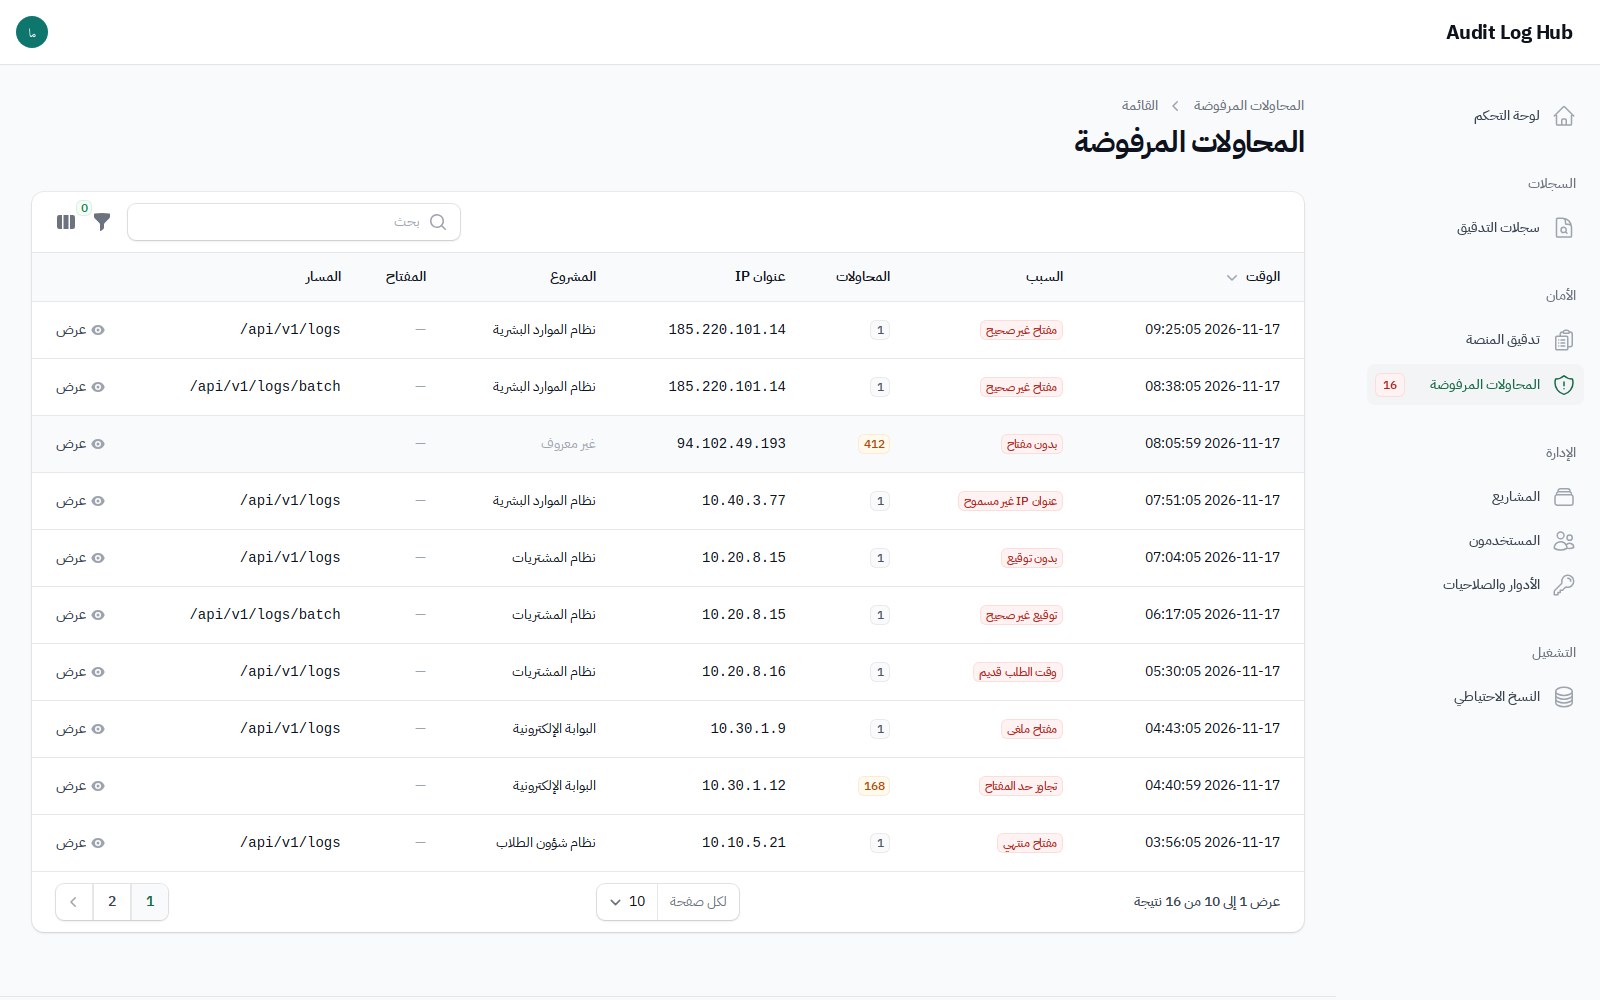 Audit Log Hub
ما
لوحة التحكم
السجلات
سجلات التدقيق
الأمان
تدقيق المنصة
المحاولات المرفوضة 16
الإدارة
المشاريع
المستخدمون
الأدوار والصلاحيات
التشغيل
النسخ الاحتياطي
المحاولات المرفوضة القائمة
المحاولات المرفوضة
بحث 0
الوقت السبب المحاولات عنوان IP المشروع المفتاح المسار
2026-11-17 09:25:05 مفتاح غير صحيح 1 185.220.101.14 نظام الموارد البشرية — /api/v1/logs عرض
2026-11-17 08:38:05 مفتاح غير صحيح 1 185.220.101.14 نظام الموارد البشرية — /api/v1/logs/batch عرض
2026-11-17 08:05:59 بدون مفتاح 412 94.102.49.193 غير معروف — عرض
2026-11-17 07:51:05 عنوان IP غير مسموح 1 10.40.3.77 نظام الموارد البشرية — /api/v1/logs عرض
2026-11-17 07:04:05 بدون توقيع 1 10.20.8.15 نظام المشتريات — /api/v1/logs عرض
2026-11-17 06:17:05 توقيع غير صحيح 1 10.20.8.15 نظام المشتريات — /api/v1/logs/batch عرض
2026-11-17 05:30:05 وقت الطلب قديم 1 10.20.8.16 نظام المشتريات — /api/v1/logs عرض
2026-11-17 04:43:05 مفتاح ملغى 1 10.30.1.9 البوابة الإلكترونية — /api/v1/logs عرض
2026-11-17 04:40:59 تجاوز حد المفتاح 168 10.30.1.12 البوابة الإلكترونية — عرض
2026-11-17 03:56:05 مفتاح منتهي 1 10.10.5.21 نظام شؤون الطلاب — /api/v1/logs عرض
عرض 1 إلى 10 من 16 نتيجة لكل صفحة 10 1 2